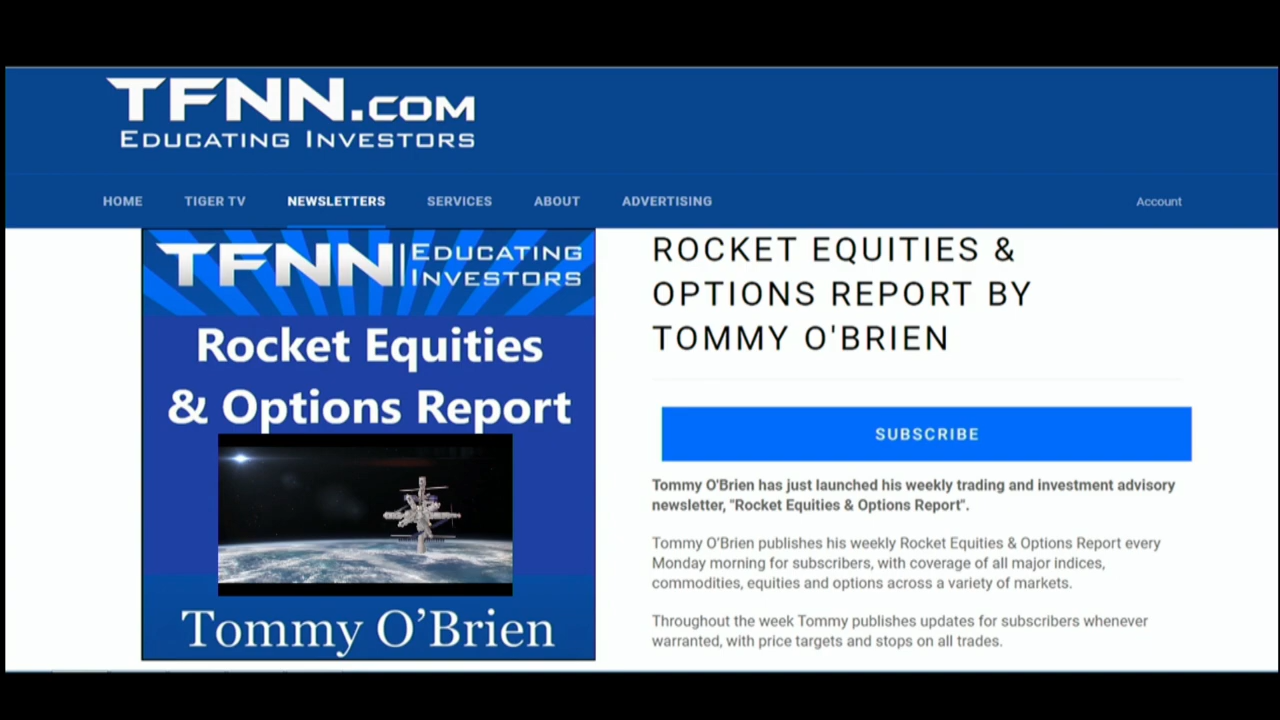 TFNN.COM
EDUCATING INVESTORS
HOME TIGER TV NEWSLETTERS SERVICES ABOUT ADVERTISING Account
TFNN | EDUCATING
INVESTORS
Rocket Equities
& Options Report
Tommy O’Brien
ROCKET EQUITIES &
OPTIONS REPORT BY
TOMMY O'BRIEN
SUBSCRIBE
Tommy O'Brien has just launched his weekly trading and investment advisory
newsletter, "Rocket Equities & Options Report".
Tommy O'Brien publishes his weekly Rocket Equities & Options Report every
Monday morning for subscribers, with coverage of all major indices,
commodities, equities and options across a variety of markets.
Throughout the week Tommy publishes updates for subscribers whenever
warranted, with price targets and stops on all trades.